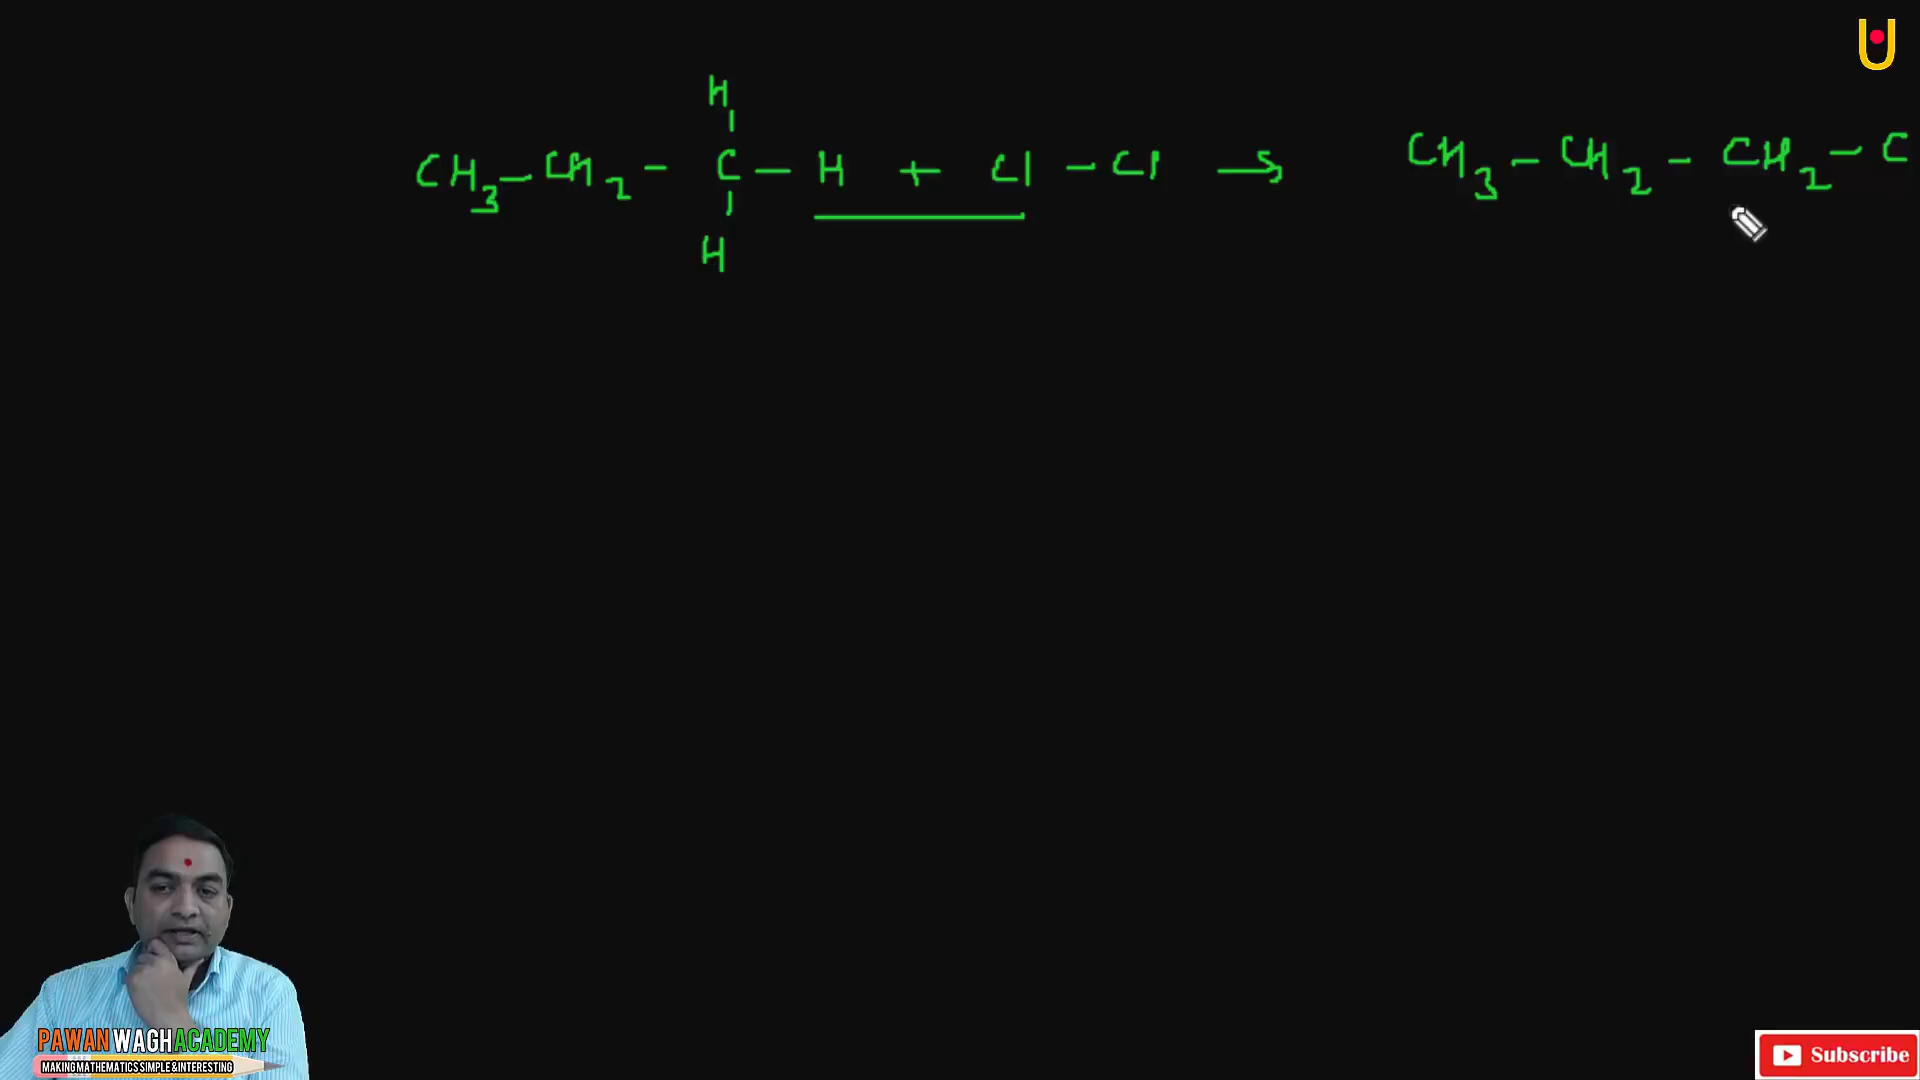 H
CH3 - CH2 - C - H + Cl - Cl → CH3 - CH2 - CH2 - C
H
PAWAN WAGH ACADEMY
MAKING MATHEMATICS SIMPLE & INTERESTING
Subscribe